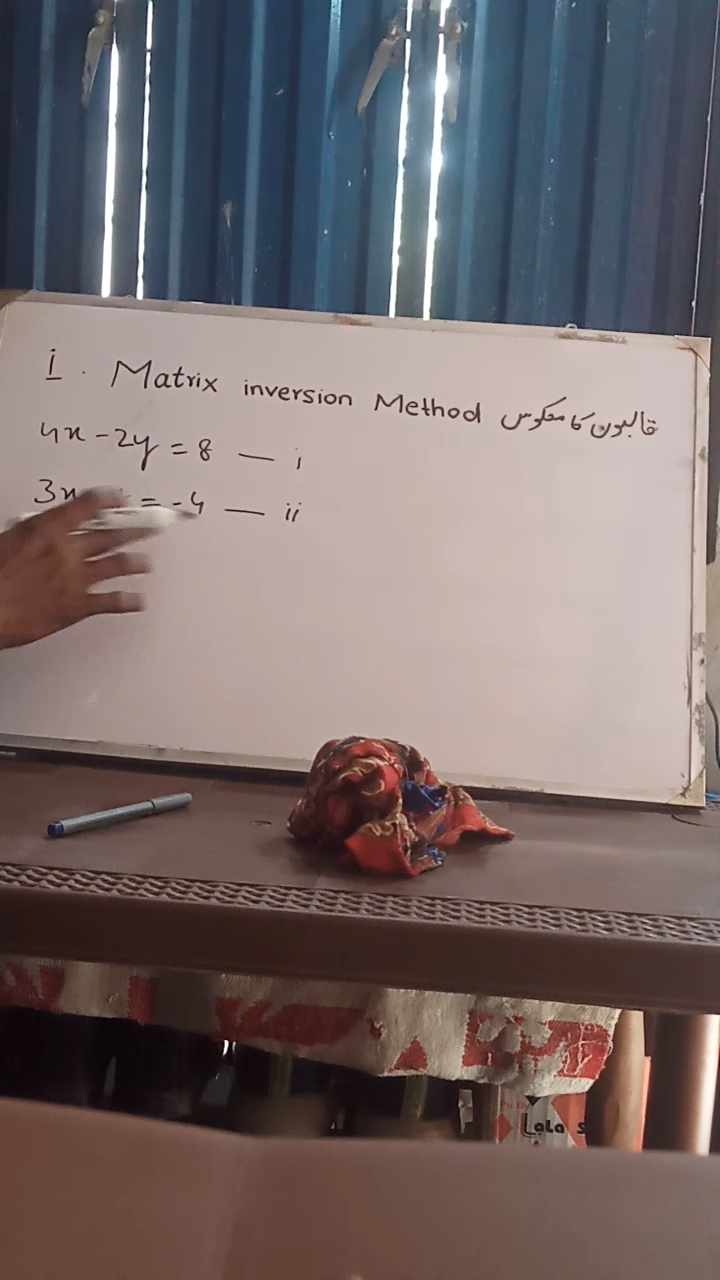 i . Matrix inversion Method قالبوں کا معکوس
4x - 2y = 8 — i
3x = -4 — ii
Lala s